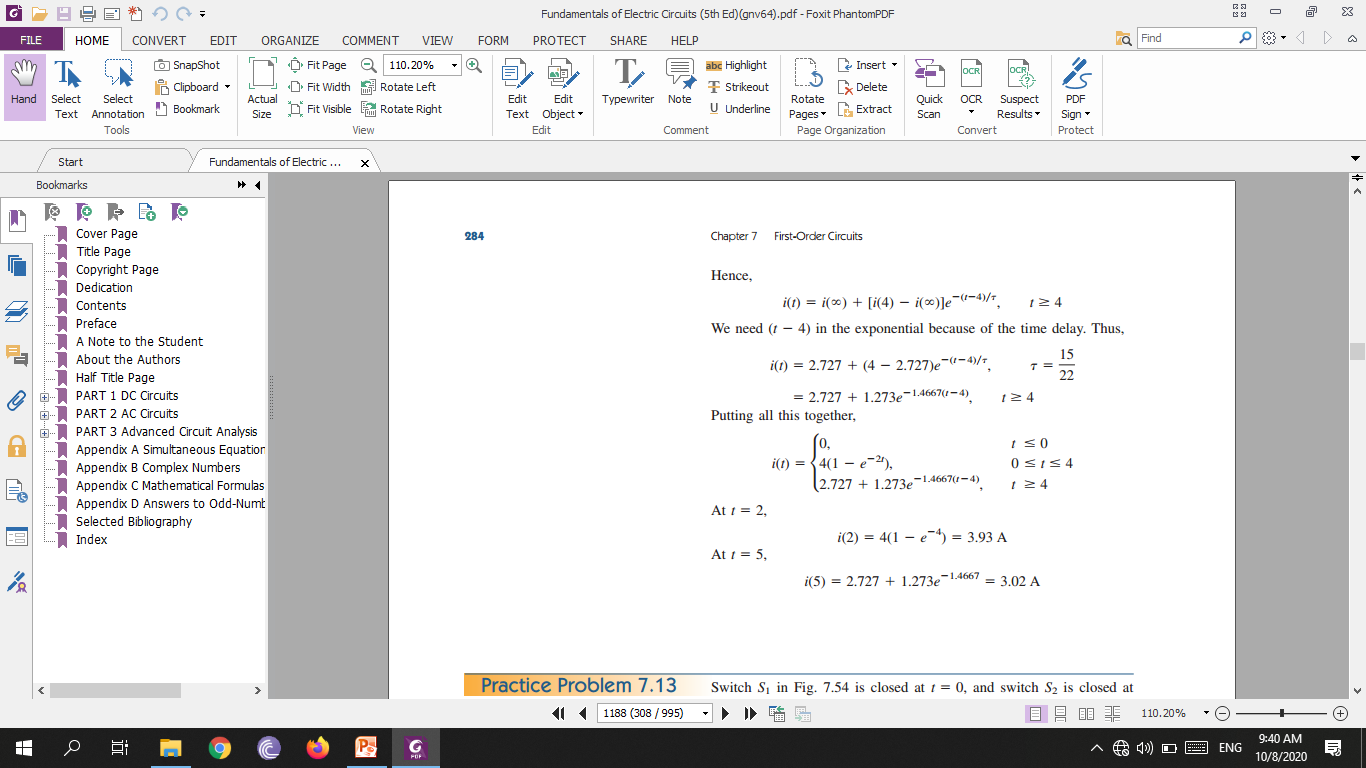 Fundamentals of Electric Circuits (5th Ed)(gnv64).pdf - Foxit PhantomPDF
FILE HOME CONVERT EDIT ORGANIZE COMMENT VIEW FORM PROTECT SHARE HELP Find
Hand
Select Text
Select Annotation
SnapShot
Clipboard
Bookmark
Tools
Actual Size
Fit Page
Fit Width
Fit Visible
110.20%
Rotate Left
Rotate Right
View
Edit Text
Edit Object
Edit
Typewriter
Note
abc Highlight
Strikeout
U Underline
Comment
Rotate Pages
Insert
Delete
Extract
Page Organization
Quick Scan
OCR
OCR
OCR
Suspect Results
Convert
PDF Sign
Protect
Start
Fundamentals of Electric ...
Bookmarks
Cover Page
Title Page
Copyright Page
Dedication
Contents
Preface
A Note to the Student
About the Authors
Half Title Page
PART 1 DC Circuits
PART 2 AC Circuits
PART 3 Advanced Circuit Analysis
Appendix A Simultaneous Equation
Appendix B Complex Numbers
Appendix C Mathematical Formulas
Appendix D Answers to Odd-Numb
Selected Bibliography
Index
284 Chapter 7 First-Order Circuits
Hence,
i(t) = i(∞) + [i(4) − i(∞)]e^−(t−4)/τ, t ≥ 4
We need (t − 4) in the exponential because of the time delay. Thus,
i(t) = 2.727 + (4 − 2.727)e^−(t−4)/τ, τ = 15/22
= 2.727 + 1.273e^−1.4667(t−4), t ≥ 4
Putting all this together,
0, t ≤ 0
i(t) = { 4(1 − e^−2t), 0 ≤ t ≤ 4
2.727 + 1.273e^−1.4667(t−4), t ≥ 4
At t = 2,
i(2) = 4(1 − e^−4) = 3.93 A
At t = 5,
i(5) = 2.727 + 1.273e^−1.4667 = 3.02 A
Practice Problem 7.13 Switch S₁ in Fig. 7.54 is closed at t = 0, and switch S₂ is closed at
1188 (308 / 995)
110.20%
ENG
9:40 AM
10/8/2020